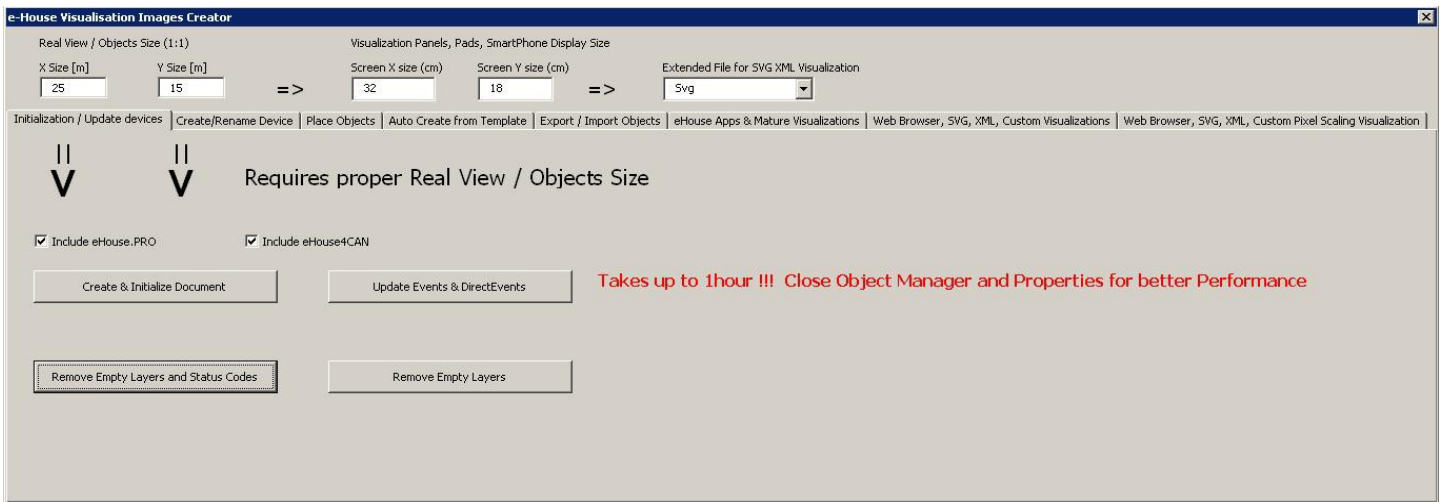 e-House Visualisation Images Creator
Real View / Objects Size (1:1) Visualization Panels, Pads, SmartPhone Display Size
X Size [m] Y Size [m] Screen X size (cm) Screen Y size (cm) Extended File for SVG XML Visualization
25 15 => 32 18 => Svg
Initialization / Update devices Create/Rename Device Place Objects Auto Create from Template Export / Import Objects eHouse Apps & Mature Visualizations Web Browser, SVG, XML, Custom Visualizations Web Browser, SVG, XML, Custom Pixel Scaling Visualization
=> => Requires proper Real View / Objects Size
Include eHouse.PRO Include eHouse4CAN
Create & Initialize Document Update Events & DirectEvents Takes up to 1hour !!! Close Object Manager and Properties for better Performance
Remove Empty Layers and Status Codes Remove Empty Layers